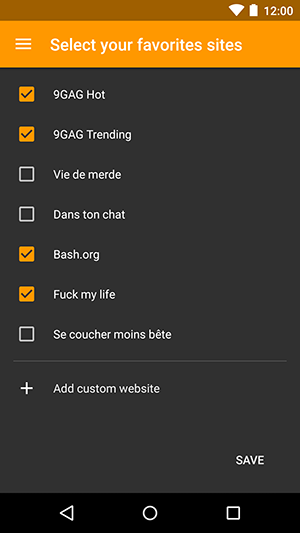 12:00
Select your favorites sites
9GAG Hot
9GAG Trending
Vie de merde
Dans ton chat
Bash.org
Fuck my life
Se coucher moins bête
Add custom website
SAVE